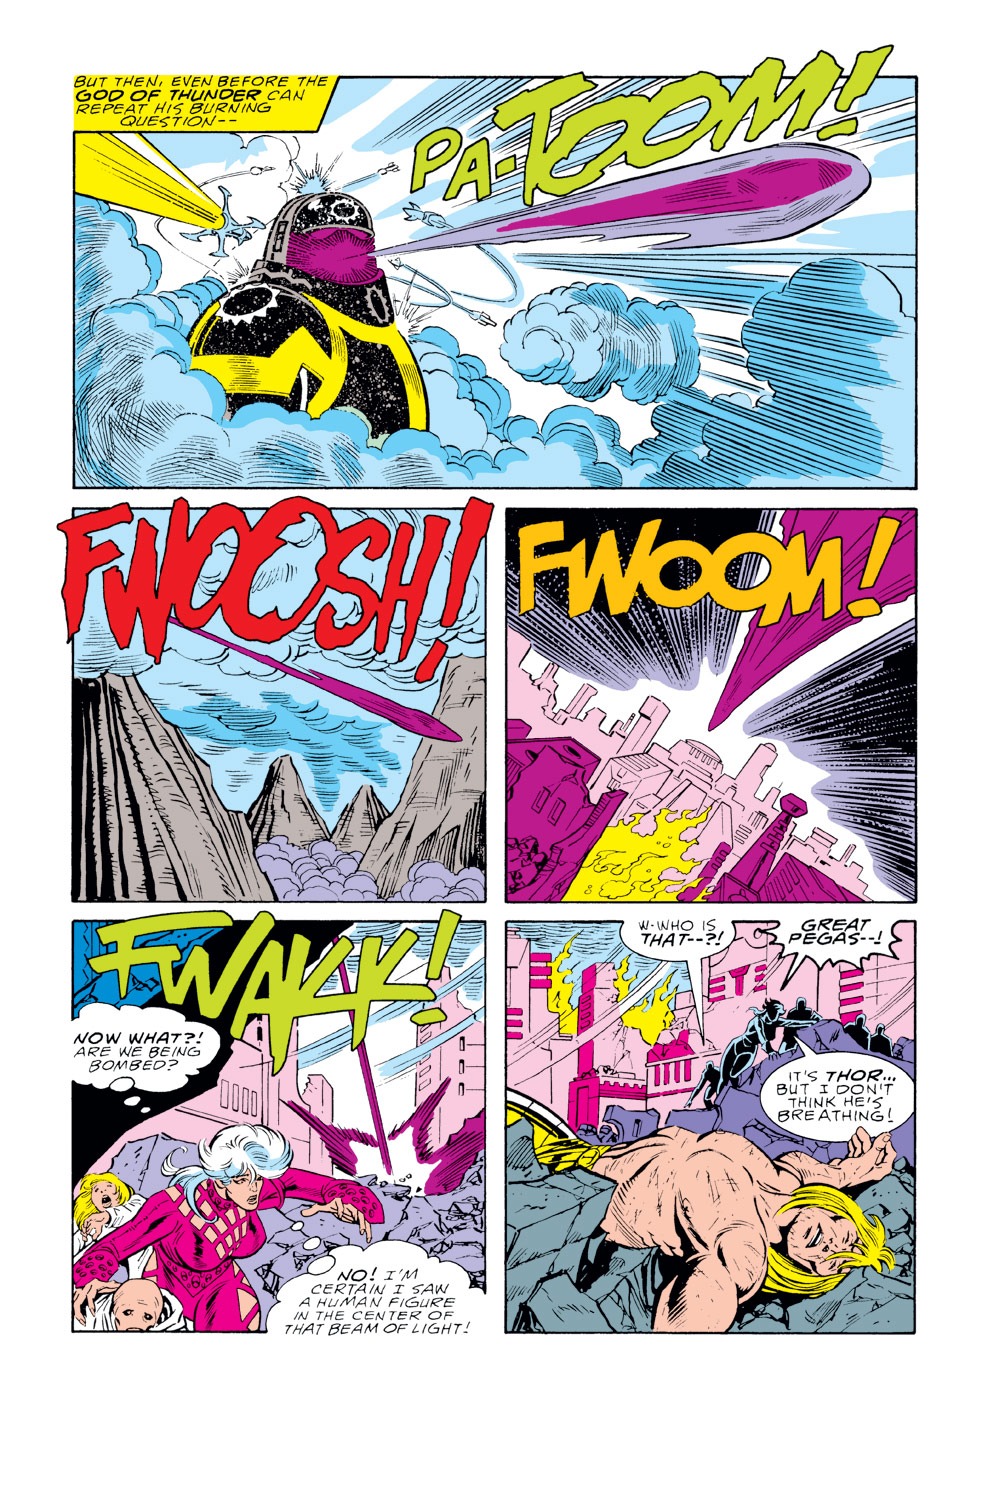 BUT THEN, EVEN BEFORE THE
GOD OF THUNDER CAN
REPEAT HIS BURNING
QUESTION--
PA-TOOM!
FWOOSH!
FWOOM!
FWAKK!
NOW WHAT?!
ARE WE BEING
BOMBED?
NO! I'M
CERTAIN I SAW
A HUMAN FIGURE
IN THE CENTER OF
THAT BEAM OF LIGHT!
W-WHO IS
THAT--?!
GREAT
PEGAS--!
IT'S THOR...
BUT I DON'T
THINK HE'S
BREATHING!